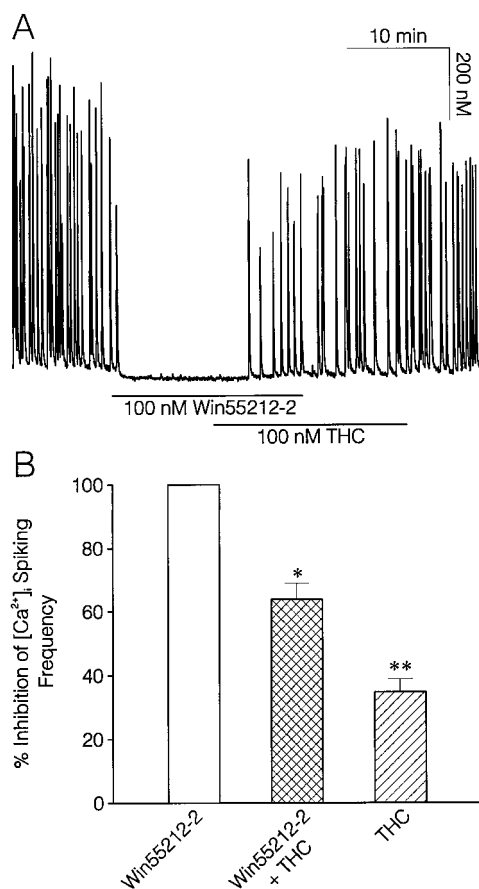 A
10 min
200 nM
100 nM Win55212-2
100 nM THC
B
% Inhibition of [Ca²⁺]ᵢ Spiking
Frequency
100
80
60
40
20
0
*
**
Win55212-2
Win55212-2
+ THC
THC